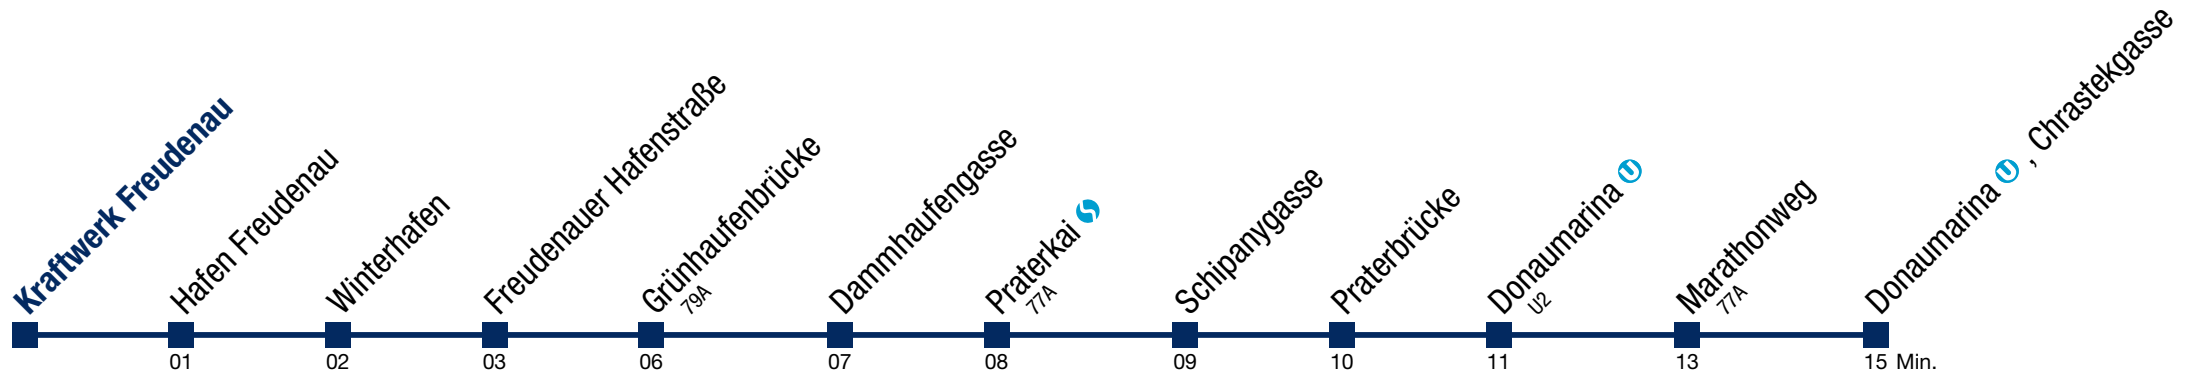 Kraftwerk Freudenau
Hafen Freudenau
Winterhafen
Freudenauer Hafenstraße
Grünhaufenbrücke
79A
Dammhaufengasse
Praterkai S
77A
Schipanygasse
Praterbrücke
Donaumarina U
U2
Marathonweg
77A
Donaumarina U , Chrastekgasse
01 02 03 06 07 08 09 10 11 13 15 Min.